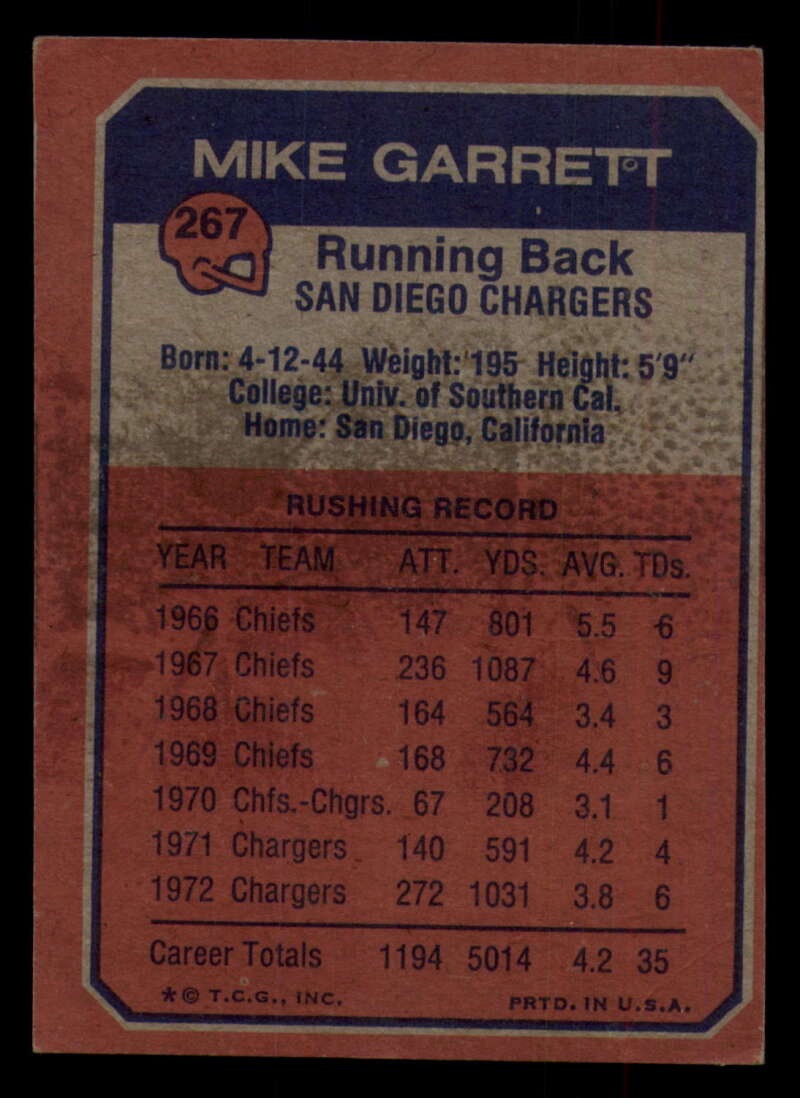 MIKE GARRETT
267
Running Back
SAN DIEGO CHARGERS
Born: 4-12-44 Weight: 195 Height: 5'9"
College: Univ. of Southern Cal.
Home: San Diego, California
RUSHING RECORD
YEAR TEAM ATT. YDS. AVG. TDs.
1966 Chiefs 147 801 5.5 6
1967 Chiefs 236 1087 4.6 9
1968 Chiefs 164 564 3.4 3
1969 Chiefs 168 732 4.4 6
1970 Chfs.-Chgrs. 67 208 3.1 1
1971 Chargers 140 591 4.2 4
1972 Chargers 272 1031 3.8 6
Career Totals 1194 5014 4.2 35
*© T.C.G., INC. PRTD. IN U.S.A.